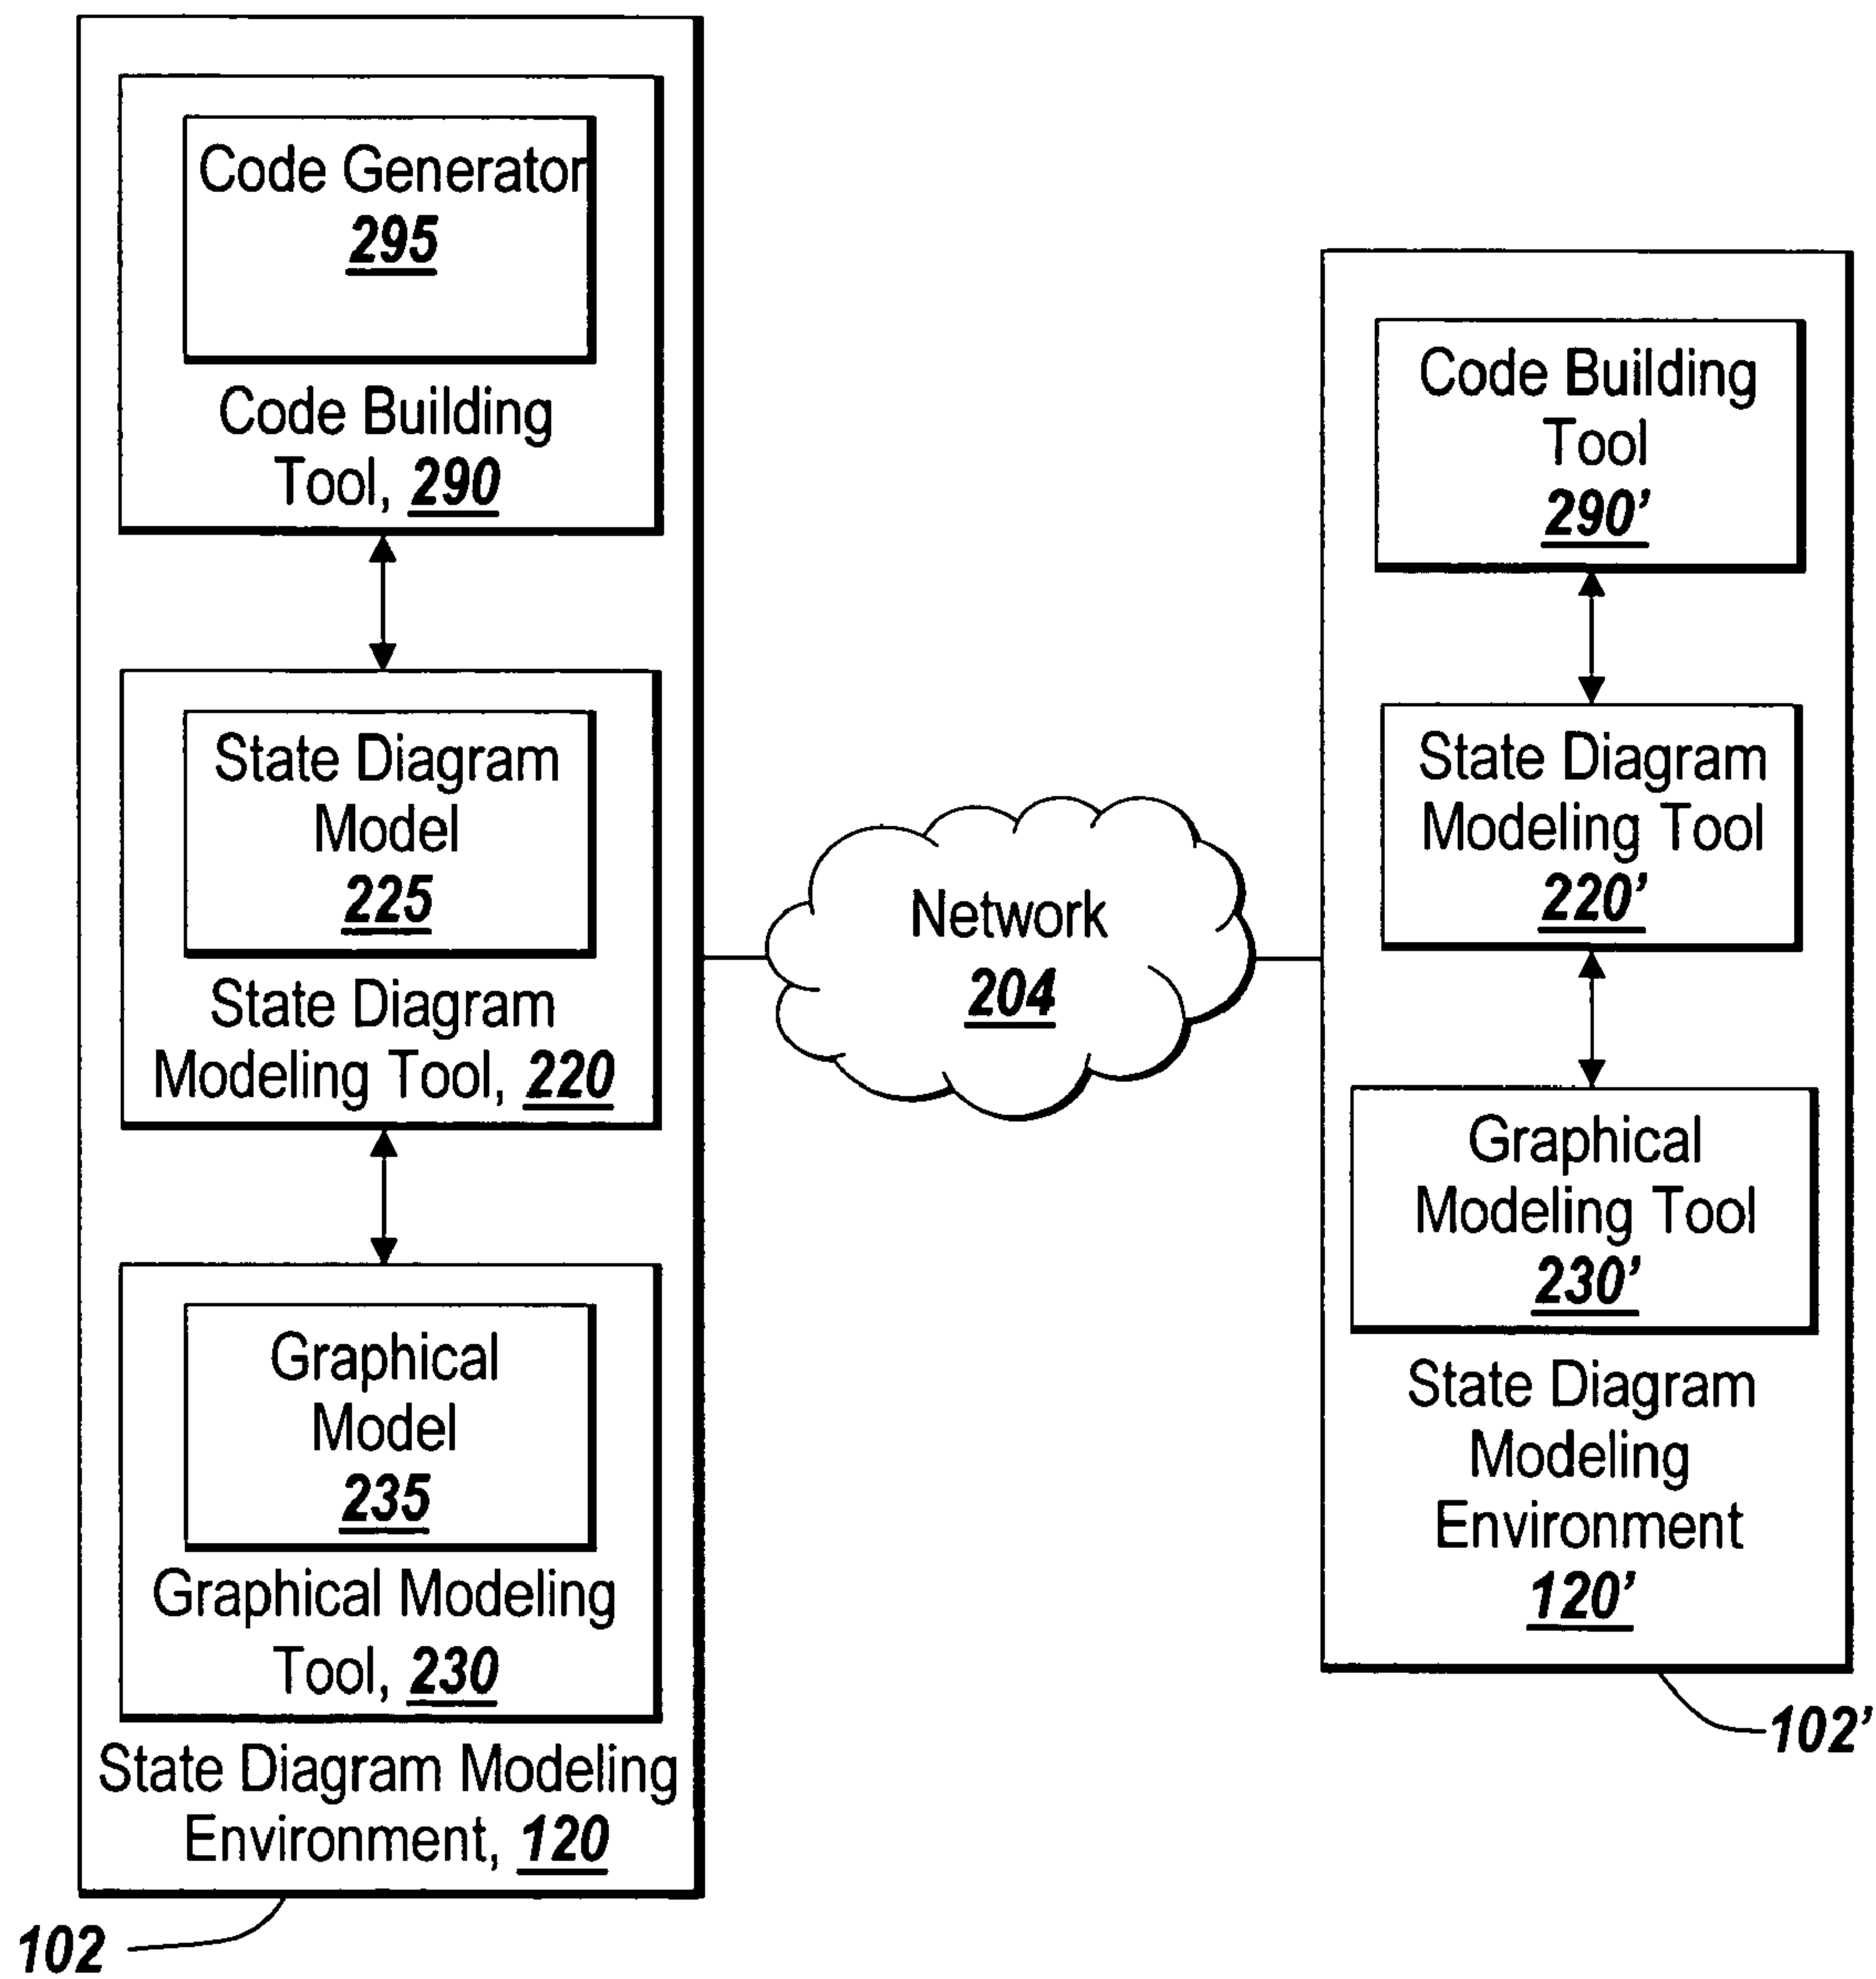 Code Generator
295
Code Building
Tool, 290
State Diagram
Model
225
State Diagram
Modeling Tool, 220
Graphical
Model
235
Graphical Modeling
Tool, 230
State Diagram Modeling
Environment, 120
102
Network
204
Code Building
Tool
290’
State Diagram
Modeling Tool
220’
Graphical
Modeling Tool
230’
State Diagram
Modeling
Environment
120’
102’